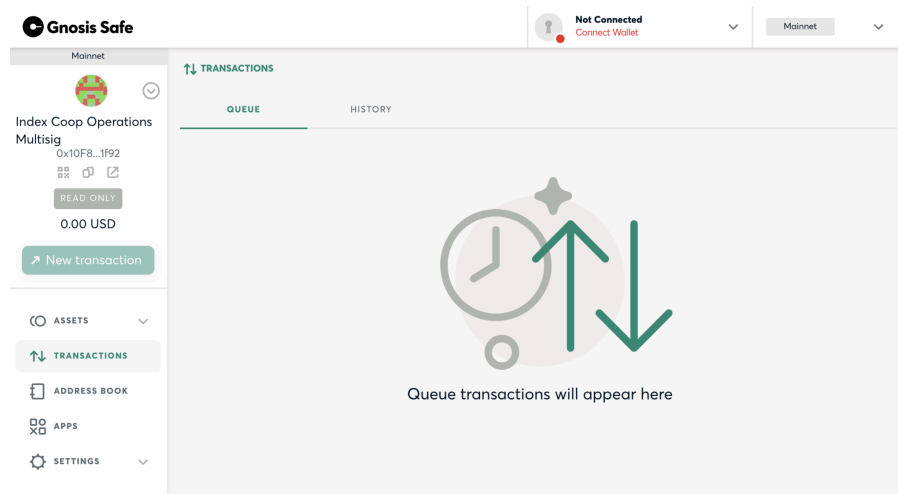 Gnosis Safe
Not Connected
Connect Wallet
Mainnet
Mainnet
Index Coop Operations
Multisig
0x10F8...1f92
READ ONLY
0.00 USD
New transaction
ASSETS
TRANSACTIONS
ADDRESS BOOK
APPS
SETTINGS
TRANSACTIONS
QUEUE
HISTORY
Queue transactions will appear here